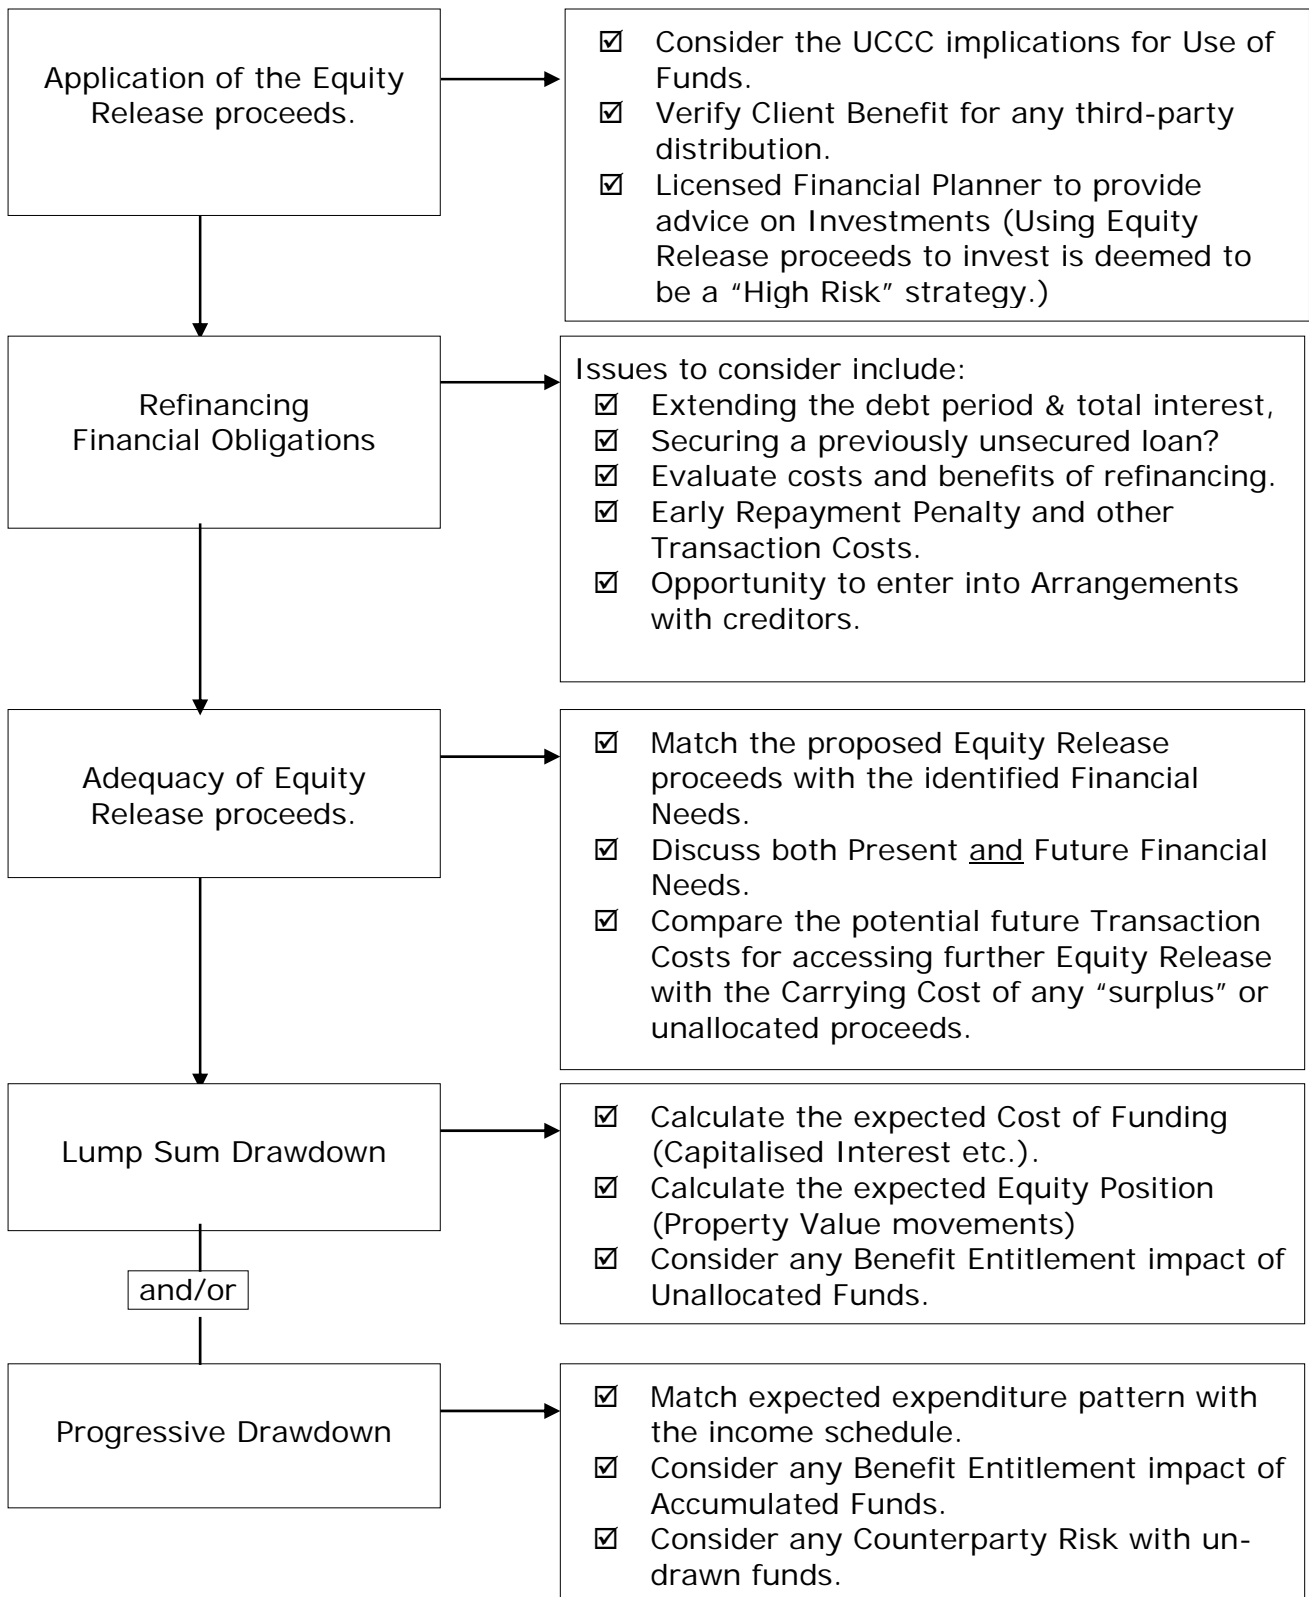 Application of the Equity
Release proceeds.
☑ Consider the UCCC implications for Use of
Funds.
☑ Verify Client Benefit for any third-party
distribution.
☑ Licensed Financial Planner to provide
advice on Investments (Using Equity
Release proceeds to invest is deemed to
be a “High Risk” strategy.)
Refinancing
Financial Obligations
Issues to consider include:
☑ Extending the debt period & total interest,
☑ Securing a previously unsecured loan?
☑ Evaluate costs and benefits of refinancing.
☑ Early Repayment Penalty and other
Transaction Costs.
☑ Opportunity to enter into Arrangements
with creditors.
Adequacy of Equity
Release proceeds.
☑ Match the proposed Equity Release
proceeds with the identified Financial
Needs.
☑ Discuss both Present and Future Financial
Needs.
☑ Compare the potential future Transaction
Costs for accessing further Equity Release
with the Carrying Cost of any “surplus” or
unallocated proceeds.
Lump Sum Drawdown
☑ Calculate the expected Cost of Funding
(Capitalised Interest etc.).
☑ Calculate the expected Equity Position
(Property Value movements)
☑ Consider any Benefit Entitlement impact of
Unallocated Funds.
and/or
Progressive Drawdown
☑ Match expected expenditure pattern with
the income schedule.
☑ Consider any Benefit Entitlement impact of
Accumulated Funds.
☑ Consider any Counterparty Risk with un-
drawn funds.